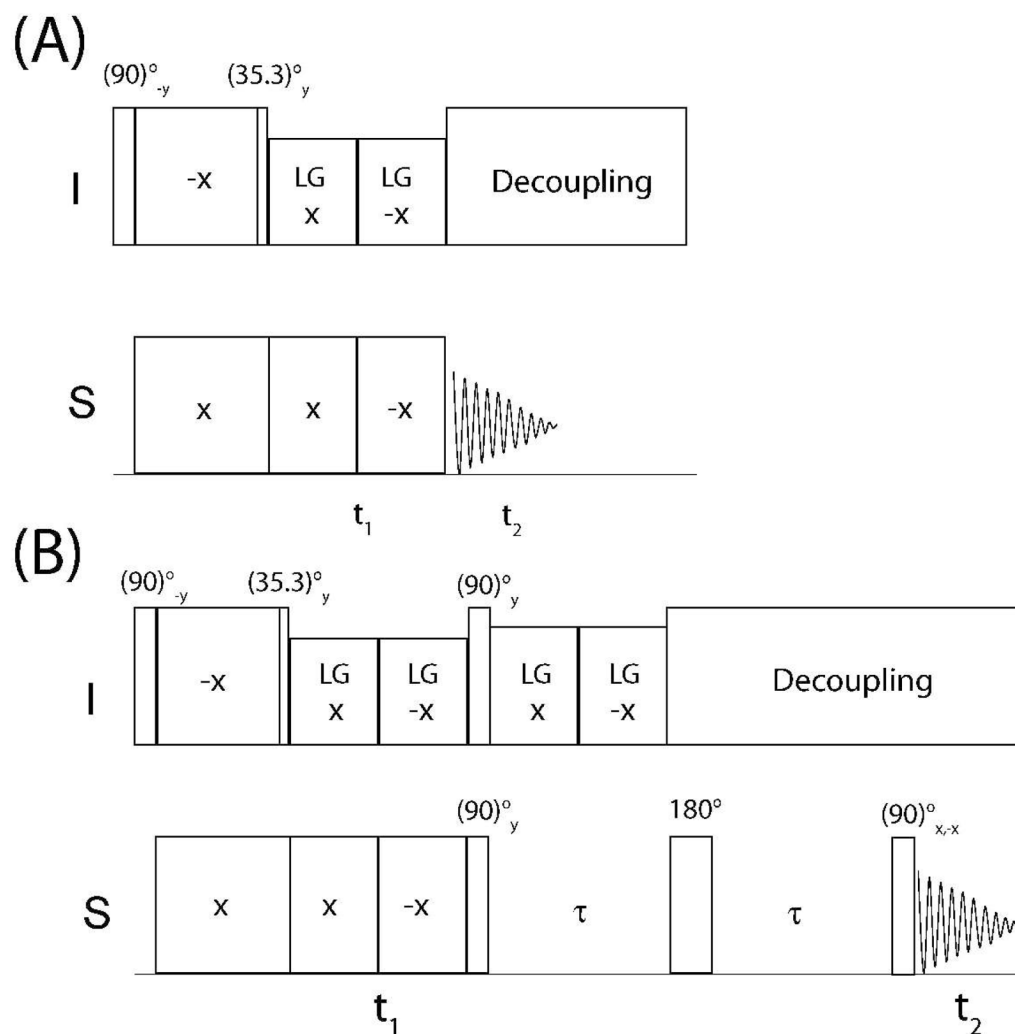 (A)
(90)°-y (35.3)°y
I -x LG x LG -x Decoupling
S x x -x
t1 t2
(B)
(90)°-y (35.3)°y (90)°y
I -x LG x LG -x LG x LG -x Decoupling
(90)°y 180° (90)°x,-x
S x x -x τ τ
t1 t2